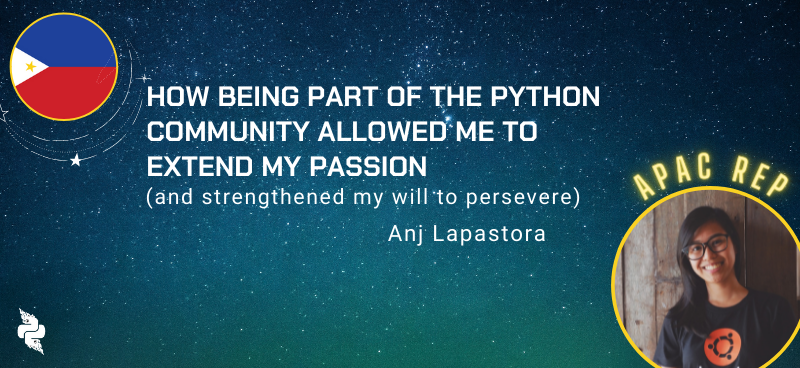 HOW BEING PART OF THE PYTHON
COMMUNITY ALLOWED ME TO
EXTEND MY PASSION
(and strengthened my will to persevere)
Anj Lapastora
APAC REP